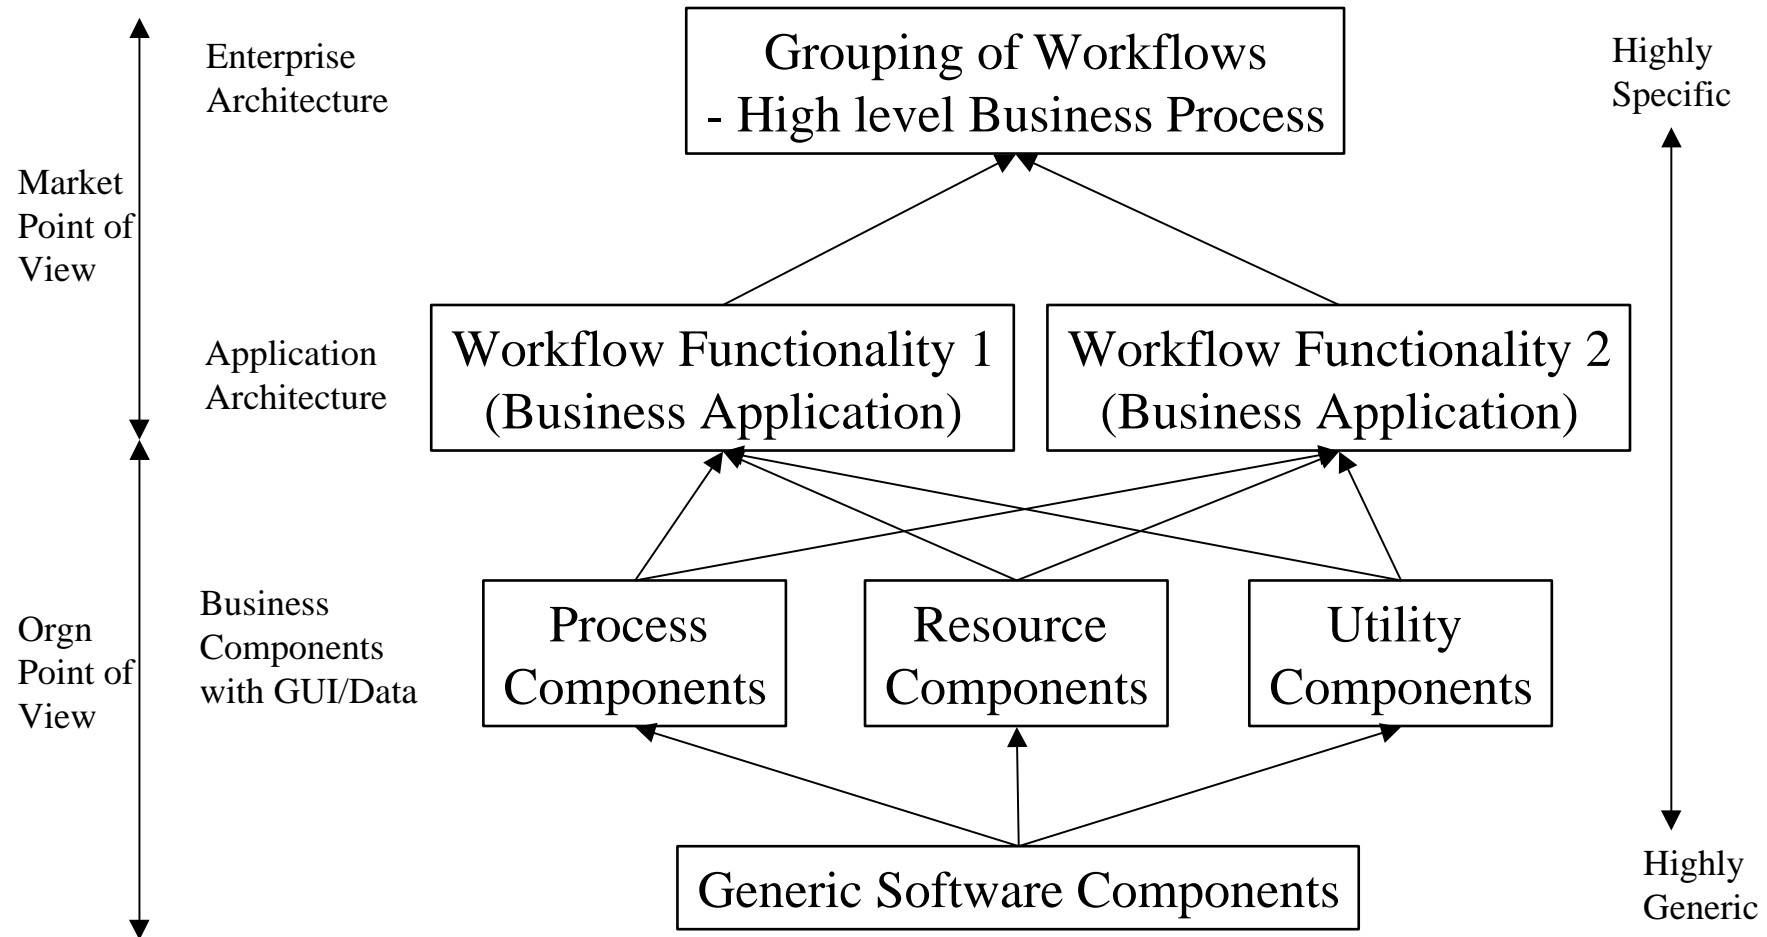 Enterprise
Architecture
Grouping of Workflows
- High level Business Process
Highly
Specific
Market
Point of
View
Application
Architecture
Workflow Functionality 1
(Business Application)
Workflow Functionality 2
(Business Application)
Orgn
Point of
View
Business
Components
with GUI/Data
Process
Components
Resource
Components
Utility
Components
Generic Software Components
Highly
Generic